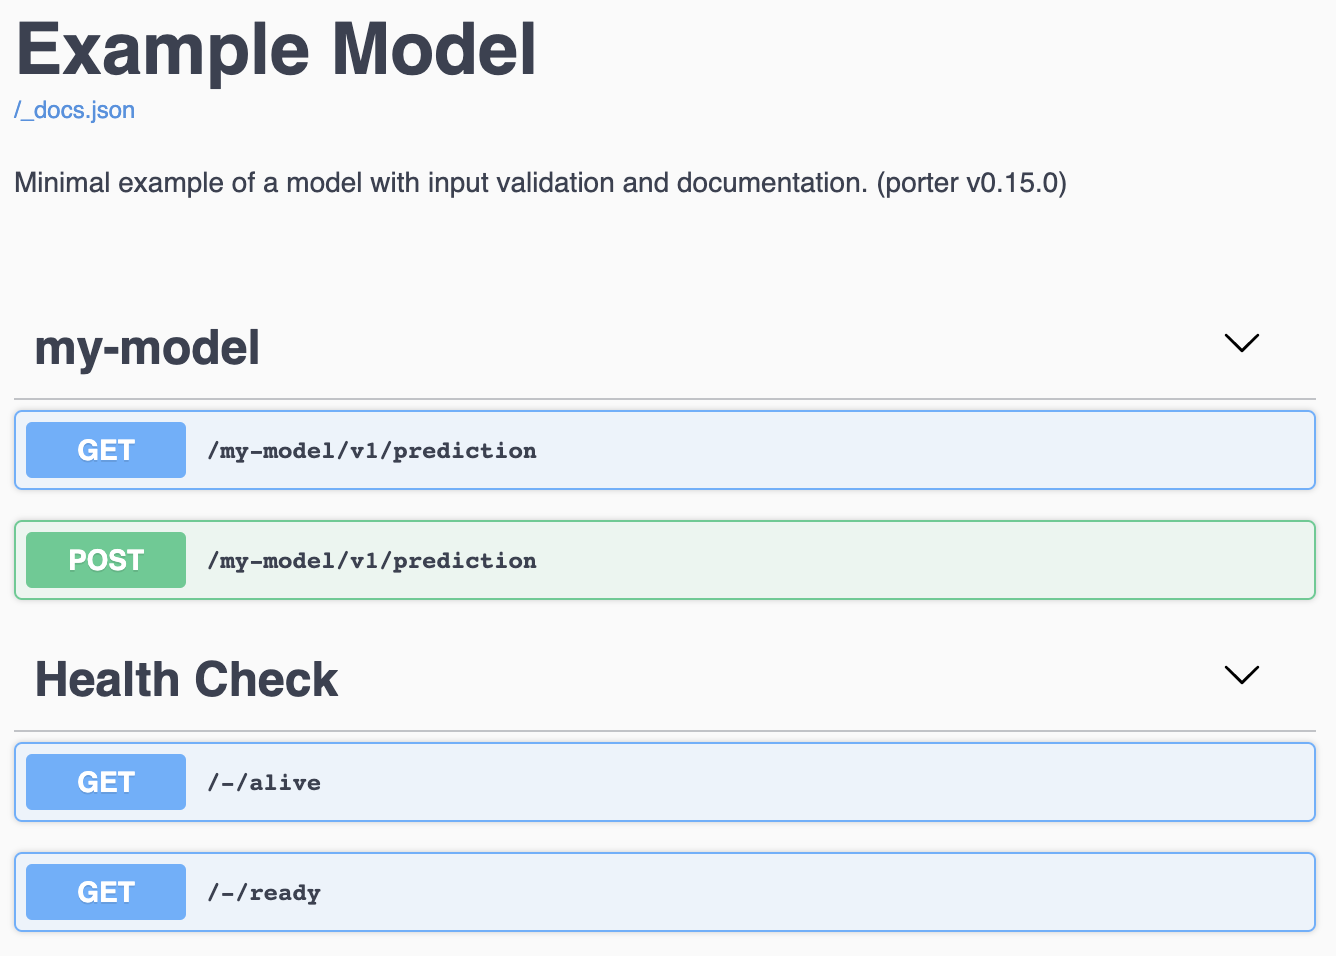 Example Model
/_docs.json
Minimal example of a model with input validation and documentation. (porter v0.15.0)
my-model
GET /my-model/v1/prediction
POST /my-model/v1/prediction
Health Check
GET /-/alive
GET /-/ready